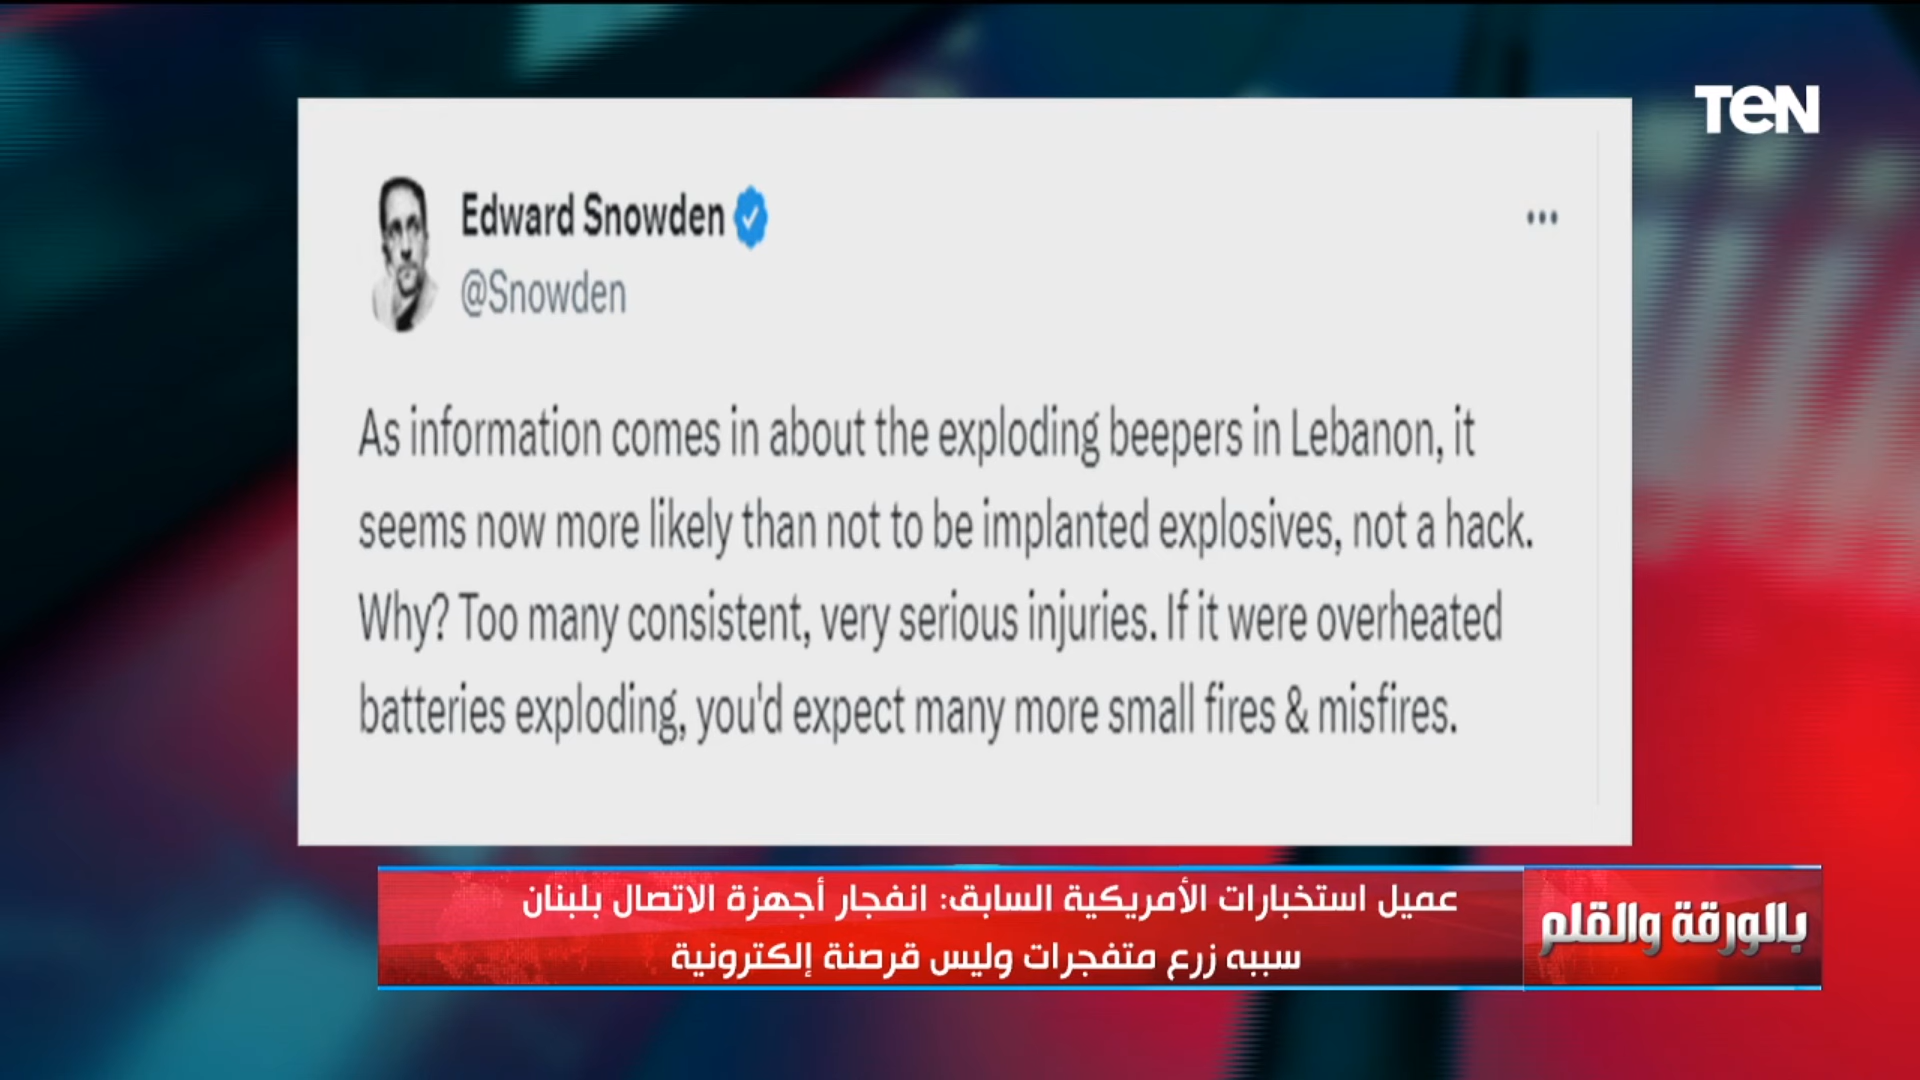 TeN
Edward Snowden
@Snowden
As information comes in about the exploding beepers in Lebanon, it
seems now more likely than not to be implanted explosives, not a hack.
Why? Too many consistent, very serious injuries. If it were overheated
batteries exploding, you'd expect many more small fires & misfires.
بالورقة والقلم
عميل استخبارات الأمريكية السابق: انفجار أجهزة الاتصال بلبنان
سببه زرع متفجرات وليس قرصنة إلكترونية